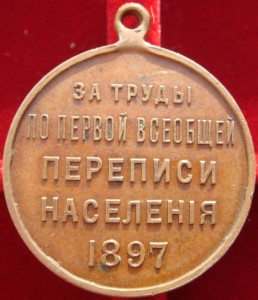 ЗА ТРУДЫ
ПО ПЕРВОЙ ВСЕОБЩЕЙ
ПЕРЕПИСИ
НАСЕЛЕНІЯ
1897